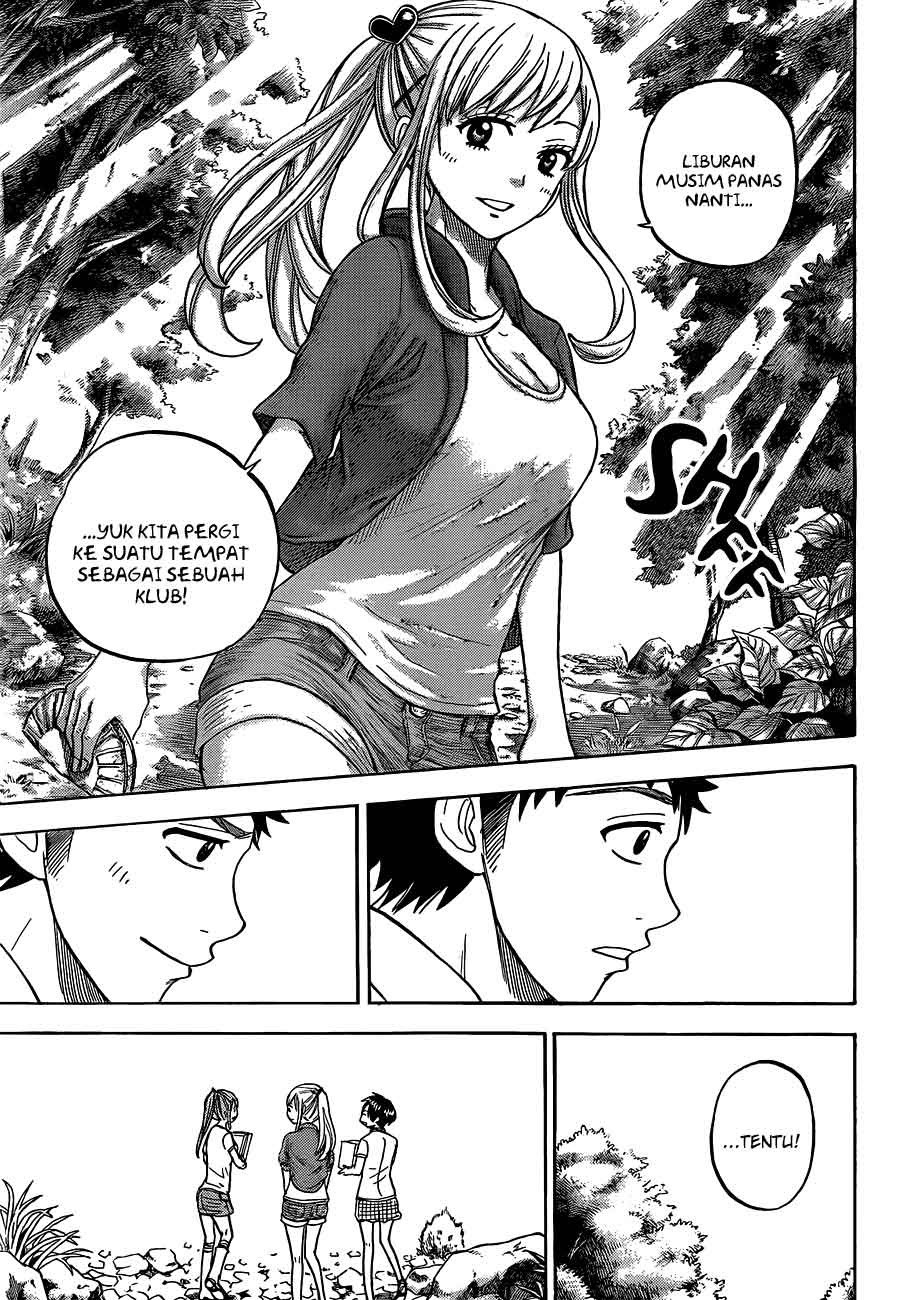 LIBURAN
MUSIM PANAS
NANTI...
SHFF
...YUK KITA PERGI
KE SUATU TEMPAT
SEBAGAI SEBUAH
KLUB!
...TENTU!